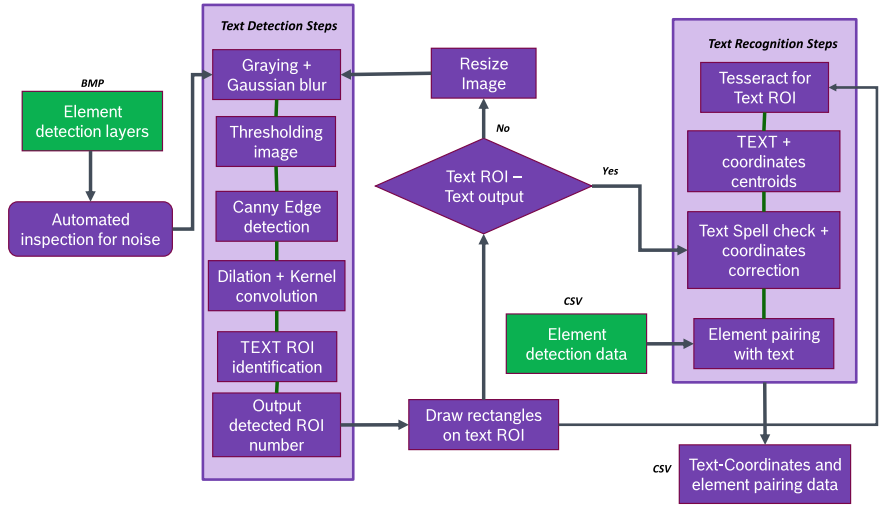 Text Detection Steps
BMP
Element
detection layers
Automated
inspection for noise
Graying +
Gaussian blur
Thresholding
image
Canny Edge
detection
Dilation + Kernel
convolution
TEXT ROI
identification
Output
detected ROI
number
Resize
Image
No
Text ROI –
Text output
Yes
CSV
Element
detection data
Draw rectangles
on text ROI
Text Recognition Steps
Tesseract for
Text ROI
TEXT +
coordinates
centroids
Text Spell check +
coordinates
correction
Element pairing
with text
CSV
Text-Coordinates and
element pairing data